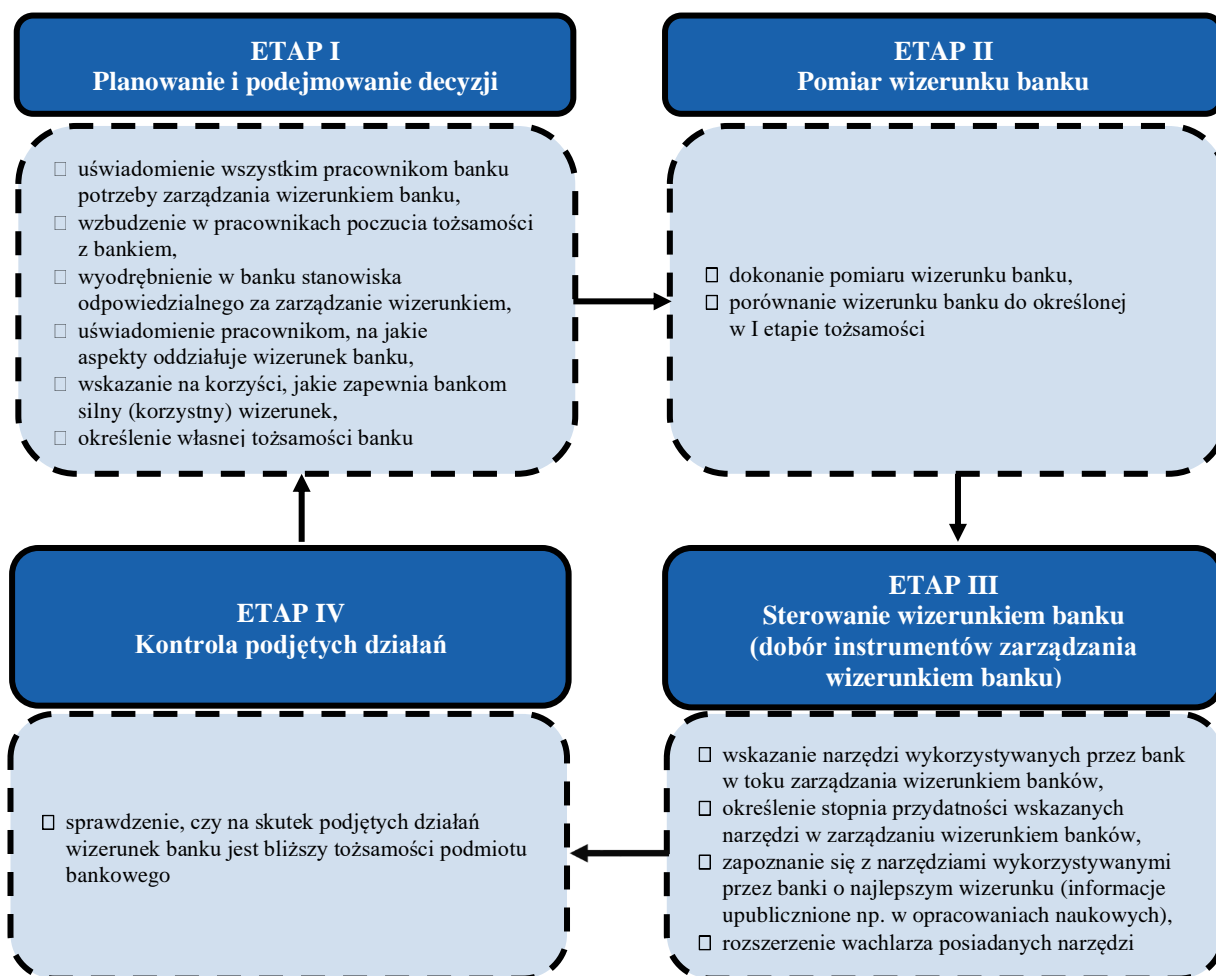 ETAP I
Planowanie i podejmowanie decyzji
□ uświadomienie wszystkim pracownikom banku
potrzeby zarządzania wizerunkiem banku,
□ wzbudzenie w pracownikach poczucia tożsamości
z bankiem,
□ wyodrębnienie w banku stanowiska
odpowiedzialnego za zarządzanie wizerunkiem,
□ uświadomienie pracownikom, na jakie
aspekty oddziałuje wizerunek banku,
□ wskazanie na korzyści, jakie zapewnia bankom
silny (korzystny) wizerunek,
□ określenie własnej tożsamości banku
ETAP II
Pomiar wizerunku banku
□ dokonanie pomiaru wizerunku banku,
□ porównanie wizerunku banku do określonej
w I etapie tożsamości
ETAP III
Sterowanie wizerunkiem banku
(dobór instrumentów zarządzania
wizerunkiem banku)
□ wskazanie narzędzi wykorzystywanych przez bank
w toku zarządzania wizerunkiem banków,
□ określenie stopnia przydatności wskazanych
narzędzi w zarządzaniu wizerunkiem banków,
□ zapoznanie się z narzędziami wykorzystywanymi
przez banki o najlepszym wizerunku (informacje
upublicznione np. w opracowaniach naukowych),
□ rozszerzenie wachlarza posiadanych narzędzi
ETAP IV
Kontrola podjętych działań
□ sprawdzenie, czy na skutek podjętych działań
wizerunek banku jest bliższy tożsamości podmiotu
bankowego